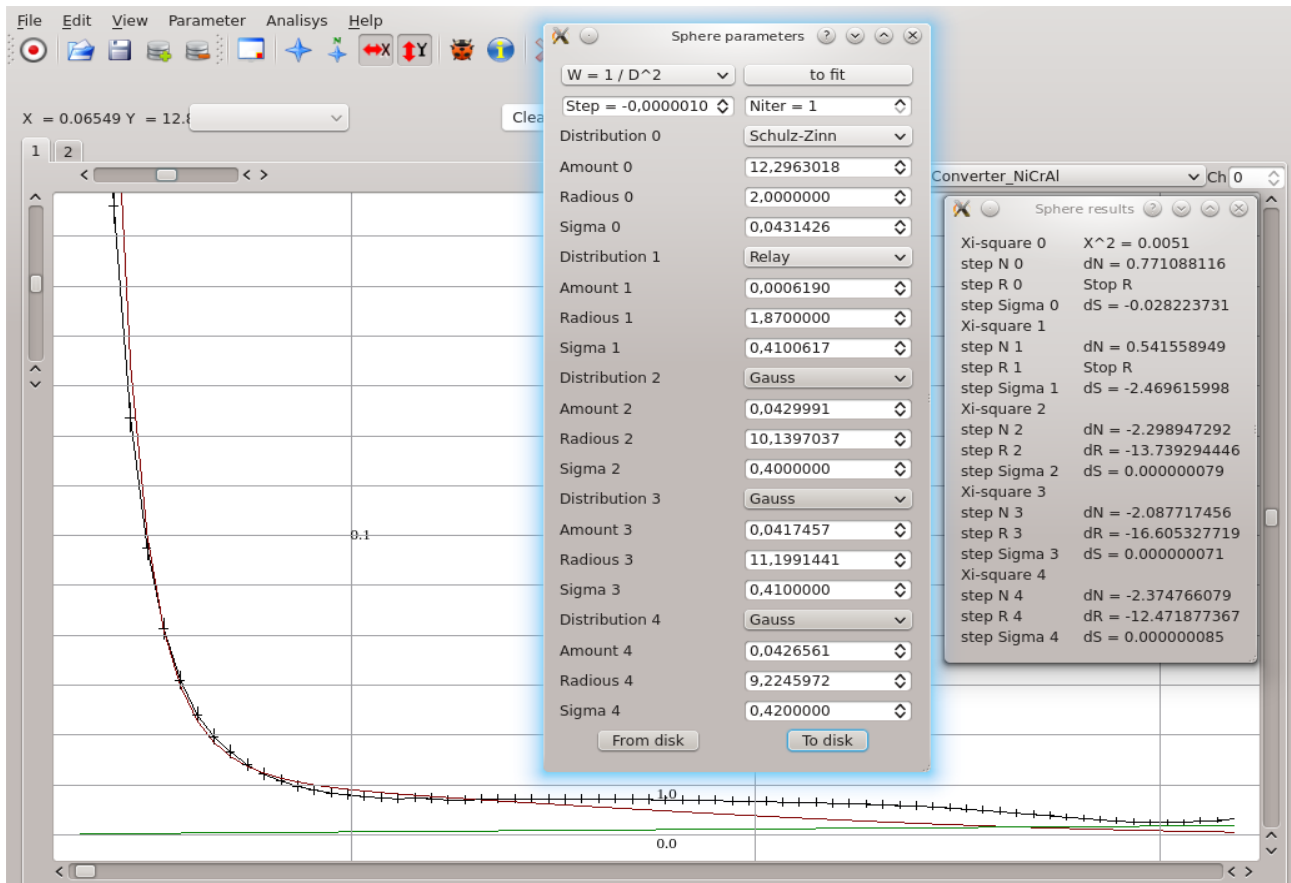 File Edit View Parameter Analisys Help
X = 0.06549 Y = 12.8
Clea
1 2
< < >
Converter_NiCrAl Ch 0
0.1
1.0
0.0
< < >
Sphere parameters
W = 1 / D^2 to fit
Step = -0,0000010 Niter = 1
Distribution 0 Schulz-Zinn
Amount 0 12,2963018
Radious 0 2,0000000
Sigma 0 0,0431426
Distribution 1 Relay
Amount 1 0,0006190
Radious 1 1,8700000
Sigma 1 0,4100617
Distribution 2 Gauss
Amount 2 0,0429991
Radious 2 10,1397037
Sigma 2 0,4000000
Distribution 3 Gauss
Amount 3 0,0417457
Radious 3 11,1991441
Sigma 3 0,4100000
Distribution 4 Gauss
Amount 4 0,0426561
Radious 4 9,2245972
Sigma 4 0,4200000
From disk To disk
Sphere results
Xi-square 0 X^2 = 0.0051
step N 0 dN = 0.771088116
step R 0 Stop R
step Sigma 0 dS = -0.028223731
Xi-square 1
step N 1 dN = 0.541558949
step R 1 Stop R
step Sigma 1 dS = -2.469615998
Xi-square 2
step N 2 dN = -2.298947292
step R 2 dR = -13.739294446
step Sigma 2 dS = 0.000000079
Xi-square 3
step N 3 dN = -2.087717456
step R 3 dR = -16.605327719
step Sigma 3 dS = 0.000000071
Xi-square 4
step N 4 dN = -2.374766079
step R 4 dR = -12.471877367
step Sigma 4 dS = 0.000000085